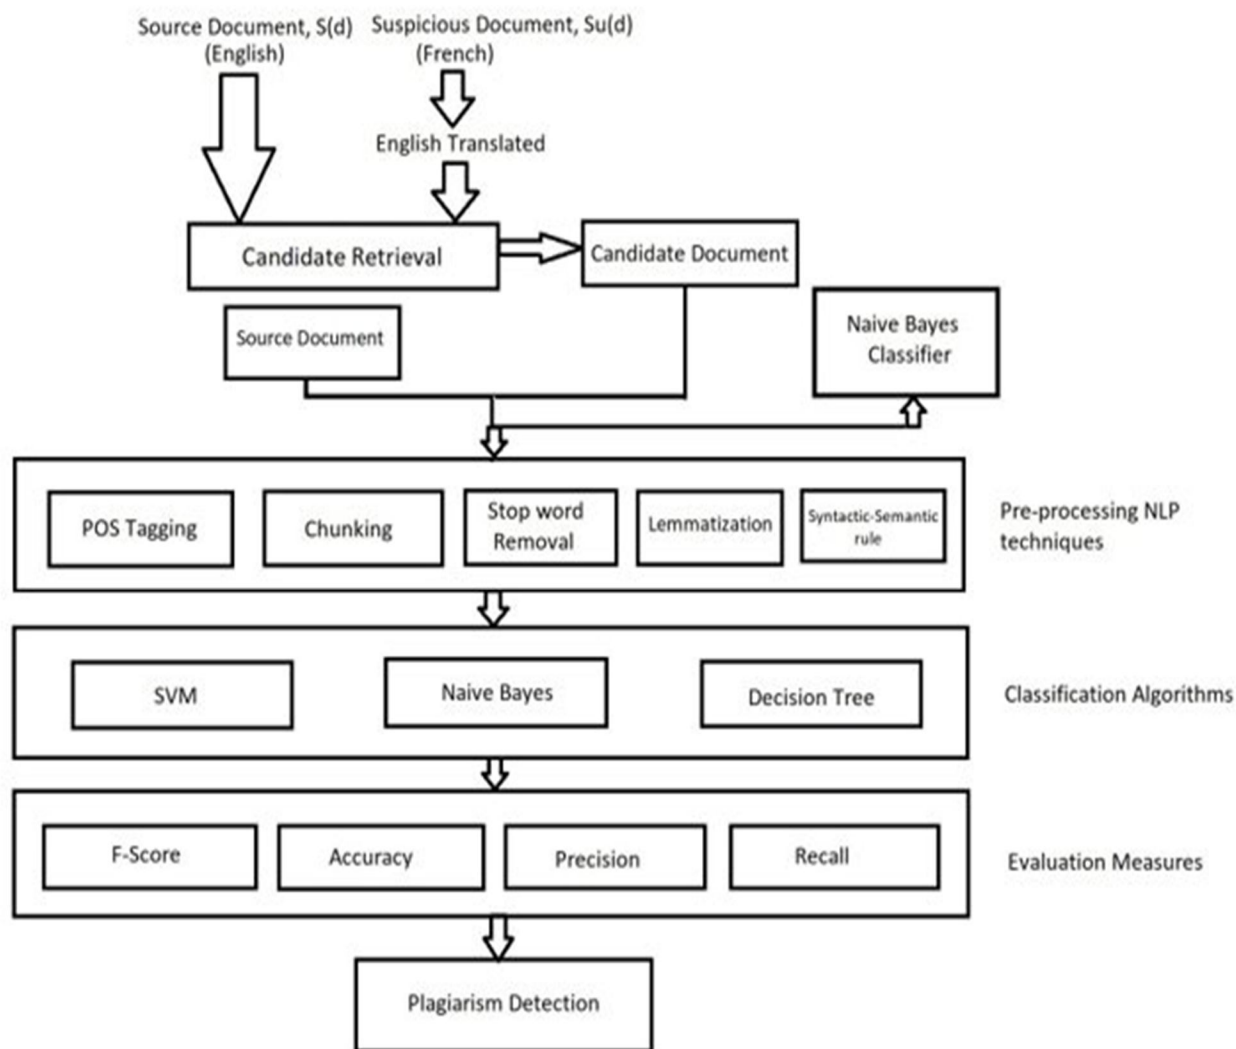 Source Document, S(d)
(English)
Suspicious Document, Su(d)
(French)
English Translated
Candidate Retrieval
Candidate Document
Source Document
Naive Bayes
Classifier
POS Tagging
Chunking
Stop word
Removal
Lemmatization
Syntactic-Semantic
rule
Pre-processing NLP
techniques
SVM
Naive Bayes
Decision Tree
Classification Algorithms
F-Score
Accuracy
Precision
Recall
Evaluation Measures
Plagiarism Detection